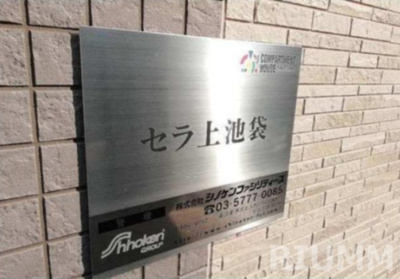 COMPARTMENT
HOUSE
セラ上池袋
株式会社 シノケンファシリティーズ
☎03-5777-0085
Shinoken
GROUP